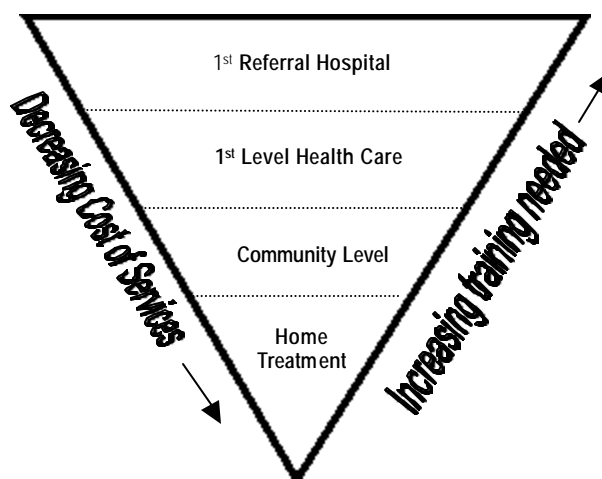 1st Referral Hospital
1st Level Health Care
Community Level
Home
Treatment
Decreasing Cost of Services
Increasing training needed